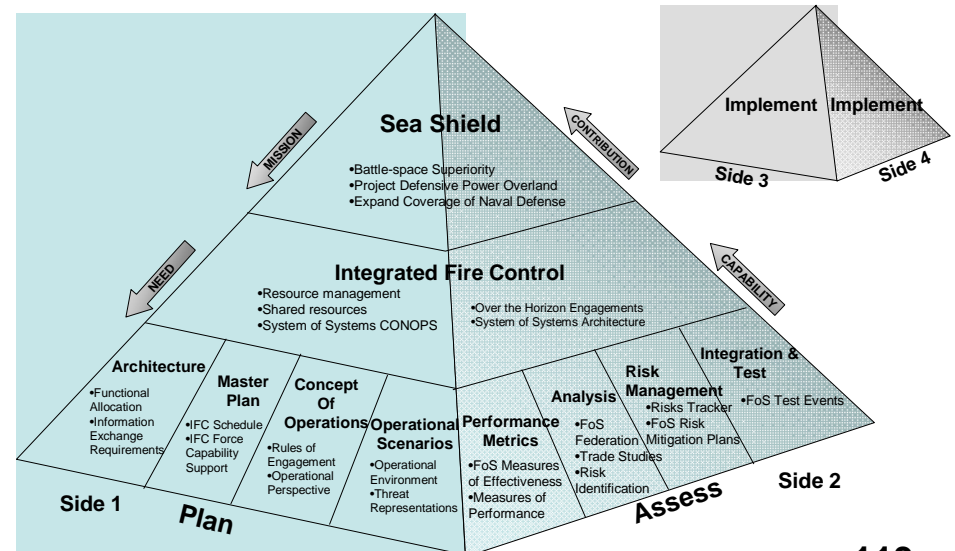 Sea Shield
•Battle-space Superiority
•Project Defensive Power Overland
•Expand Coverage of Naval Defense
MISSION
CONTRIBUTION
Implement
Implement
Side 3
Side 4
NEED
CAPABILITY
Integrated Fire Control
•Resource management
•Shared resources
•System of Systems CONOPS
•Over the Horizon Engagements
•System of Systems Architecture
Architecture
•Functional
Allocation
•Information
Exchange
Requirements
Master
Plan
•IFC Schedule
•IFC Force
Capability
Support
Concept
Of
Operations
•Rules of
Engagement
•Operational
Perspective
Operational
Scenarios
•Operational
Environment
•Threat
Representations
Performance
Metrics
•FoS Measures
of Effectiveness
•Measures of
Performance
Analysis
•FoS
Federation
•Trade Studies
•Risk
Identification
Risk
Management
•Risks Tracker
•FoS Risk
Mitigation Plans
Integration &
Test
•FoS Test Events
Side 1
Plan
Assess
Side 2